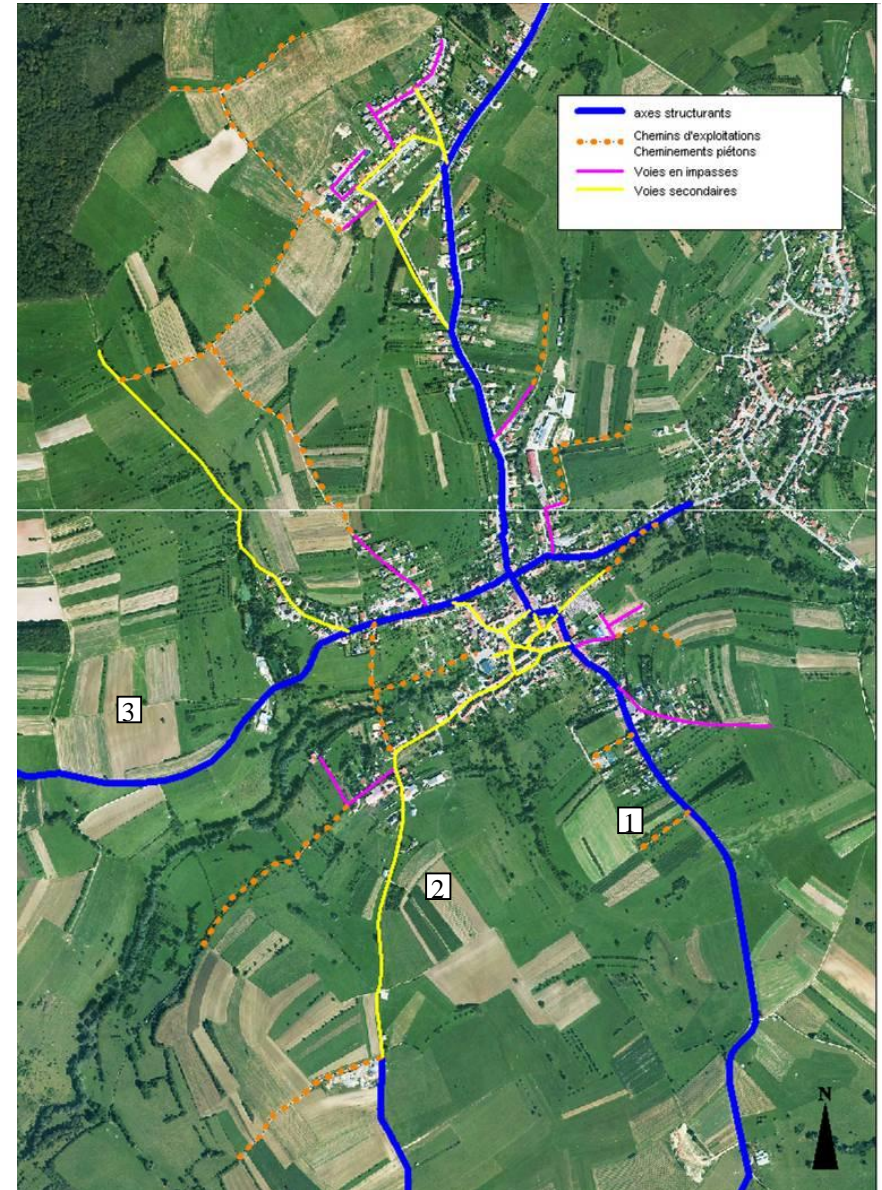 axes structurants
Chemins d'exploitations
Cheminements piétons
Voies en impasses
Voies secondaires
3
1
2
N